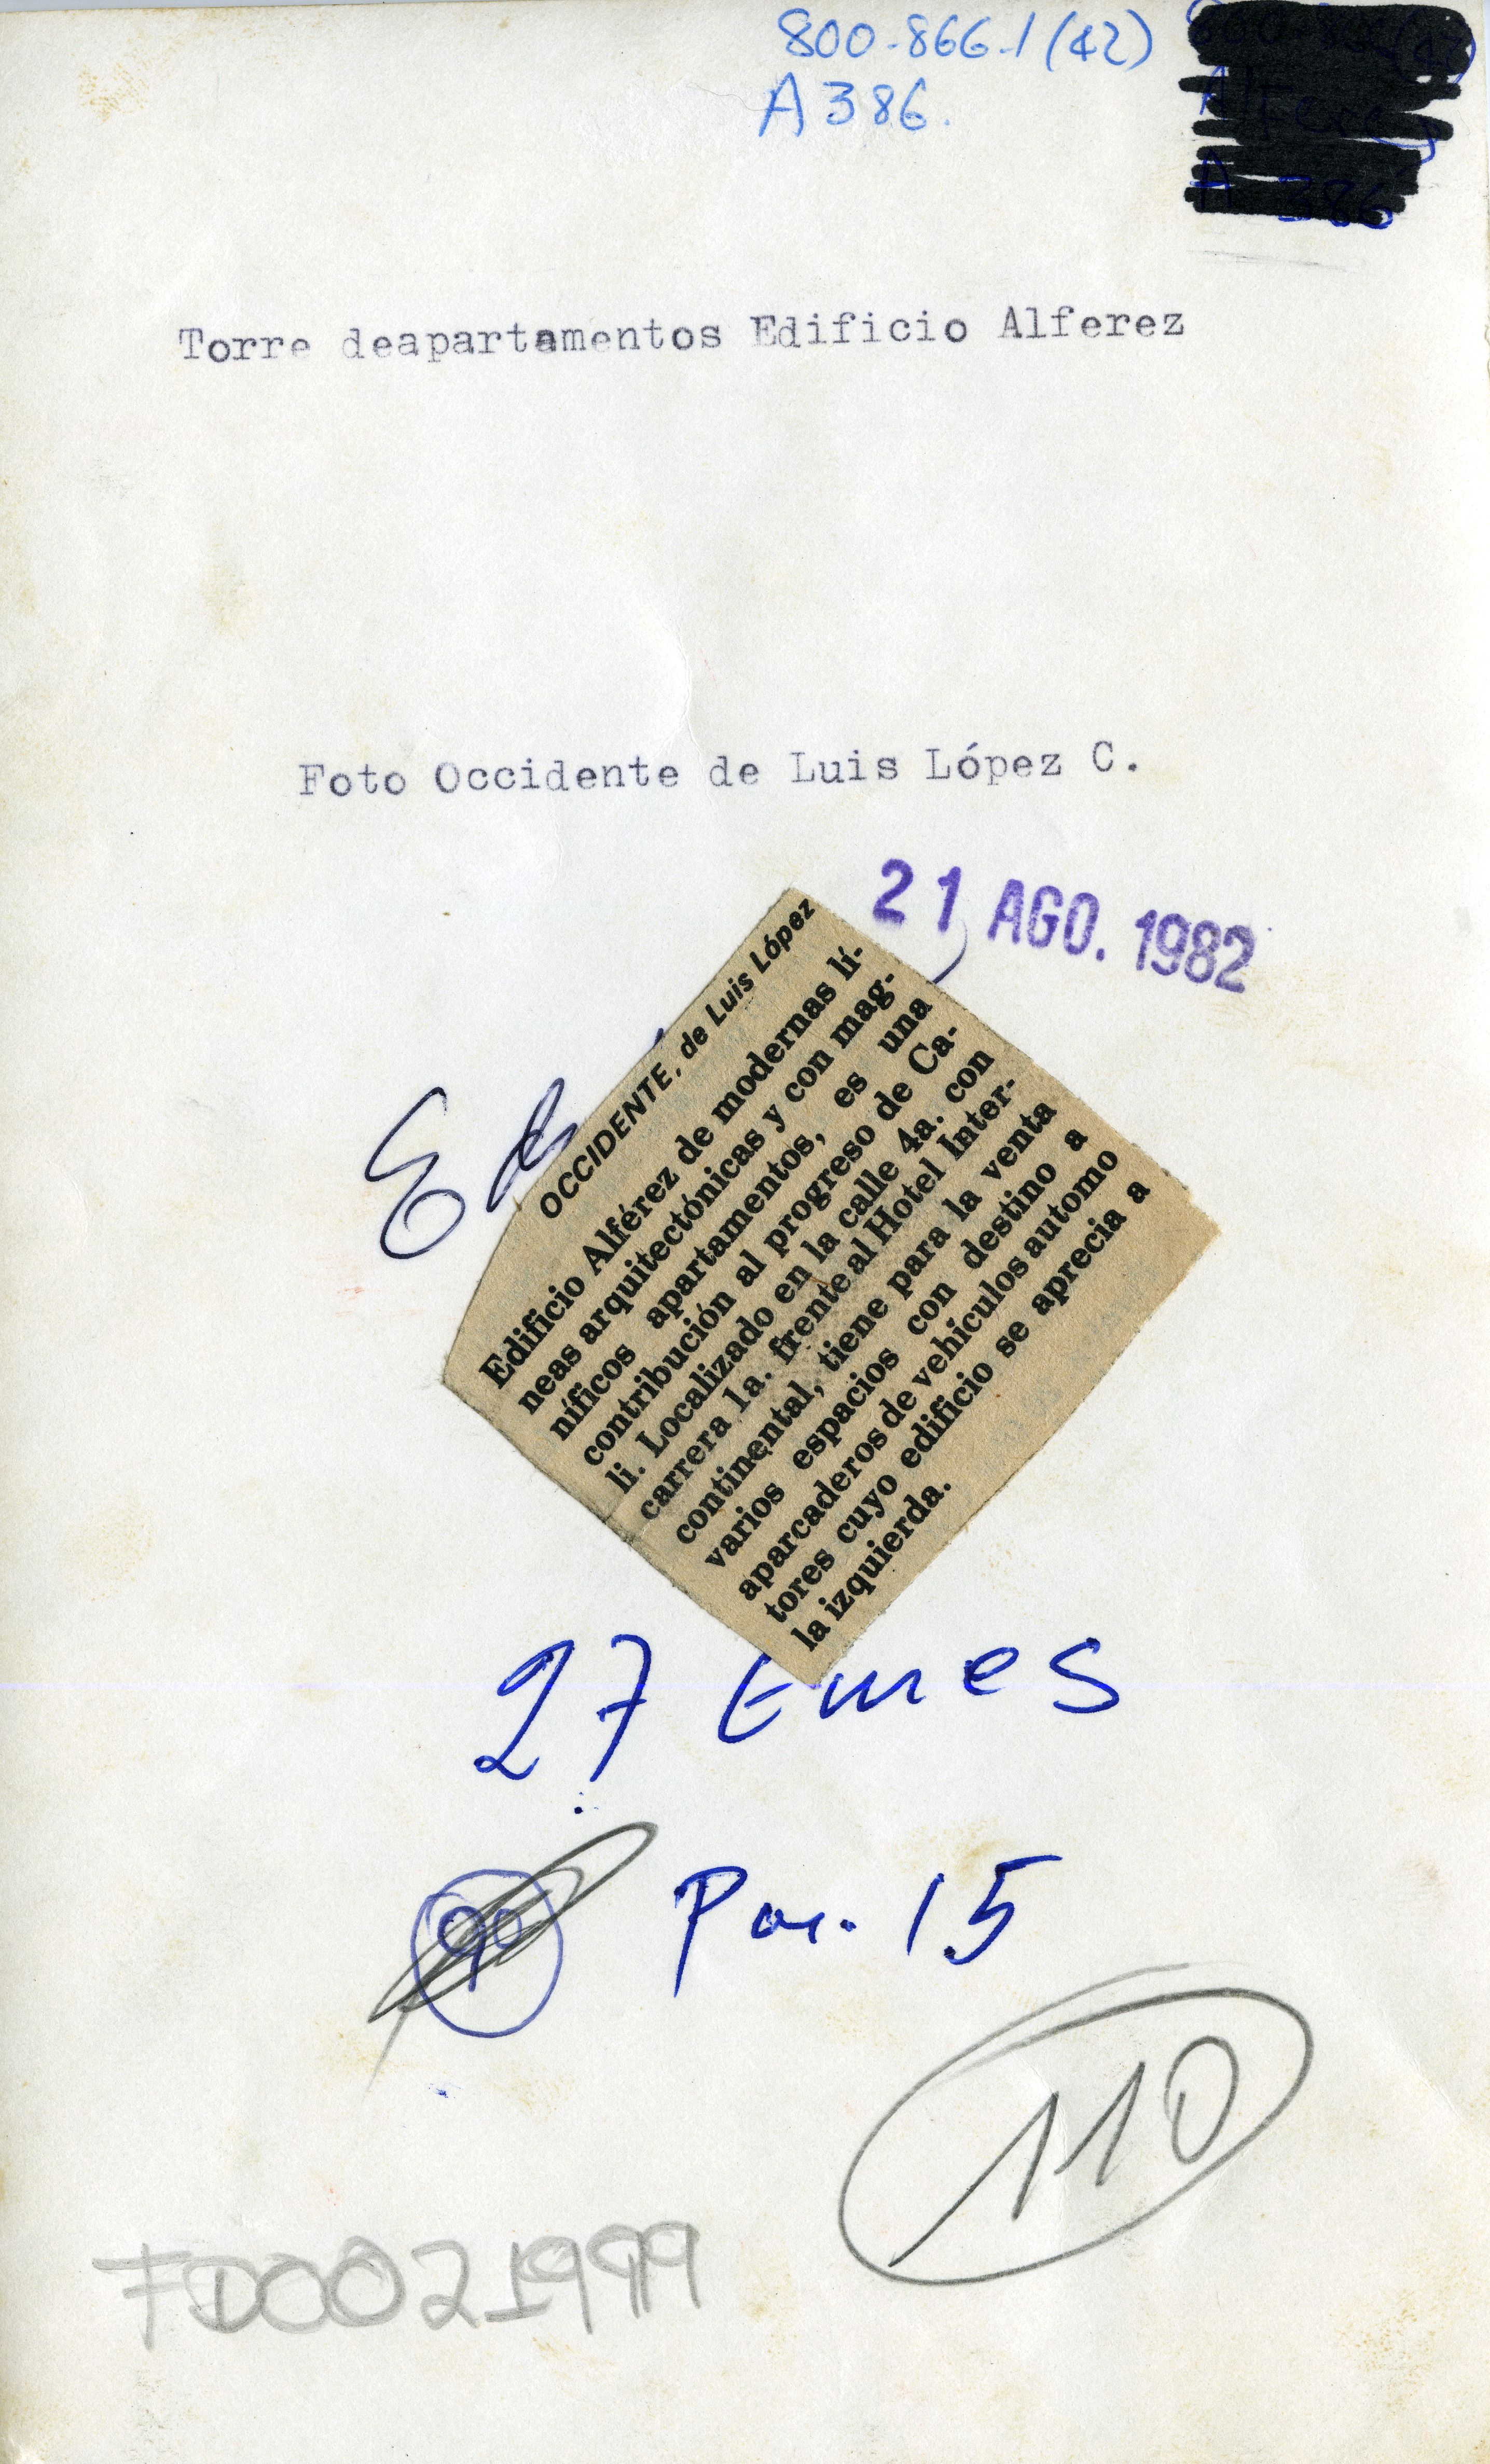 800-866-1(42)
A386.
A 386
Torre deapartamentos Edificio Alferez
Foto Occidente de Luis López C.
21 AGO. 1982
OCCIDENTE, de Luis López
Edificio Alférez de modernas lí-
neas arquitectónicas y con mag-
níficos apartamentos, es una
contribución al progreso de Ca-
li. Localizado en la calle 4a. con
carrera 1a. frente al Hotel Inter-
continental, tiene para la venta
varios espacios con destino a
aparcaderos de vehículos automo
tores cuyo edificio se aprecia a
la izquierda.
27 Emes
90
15
110
FD0021999